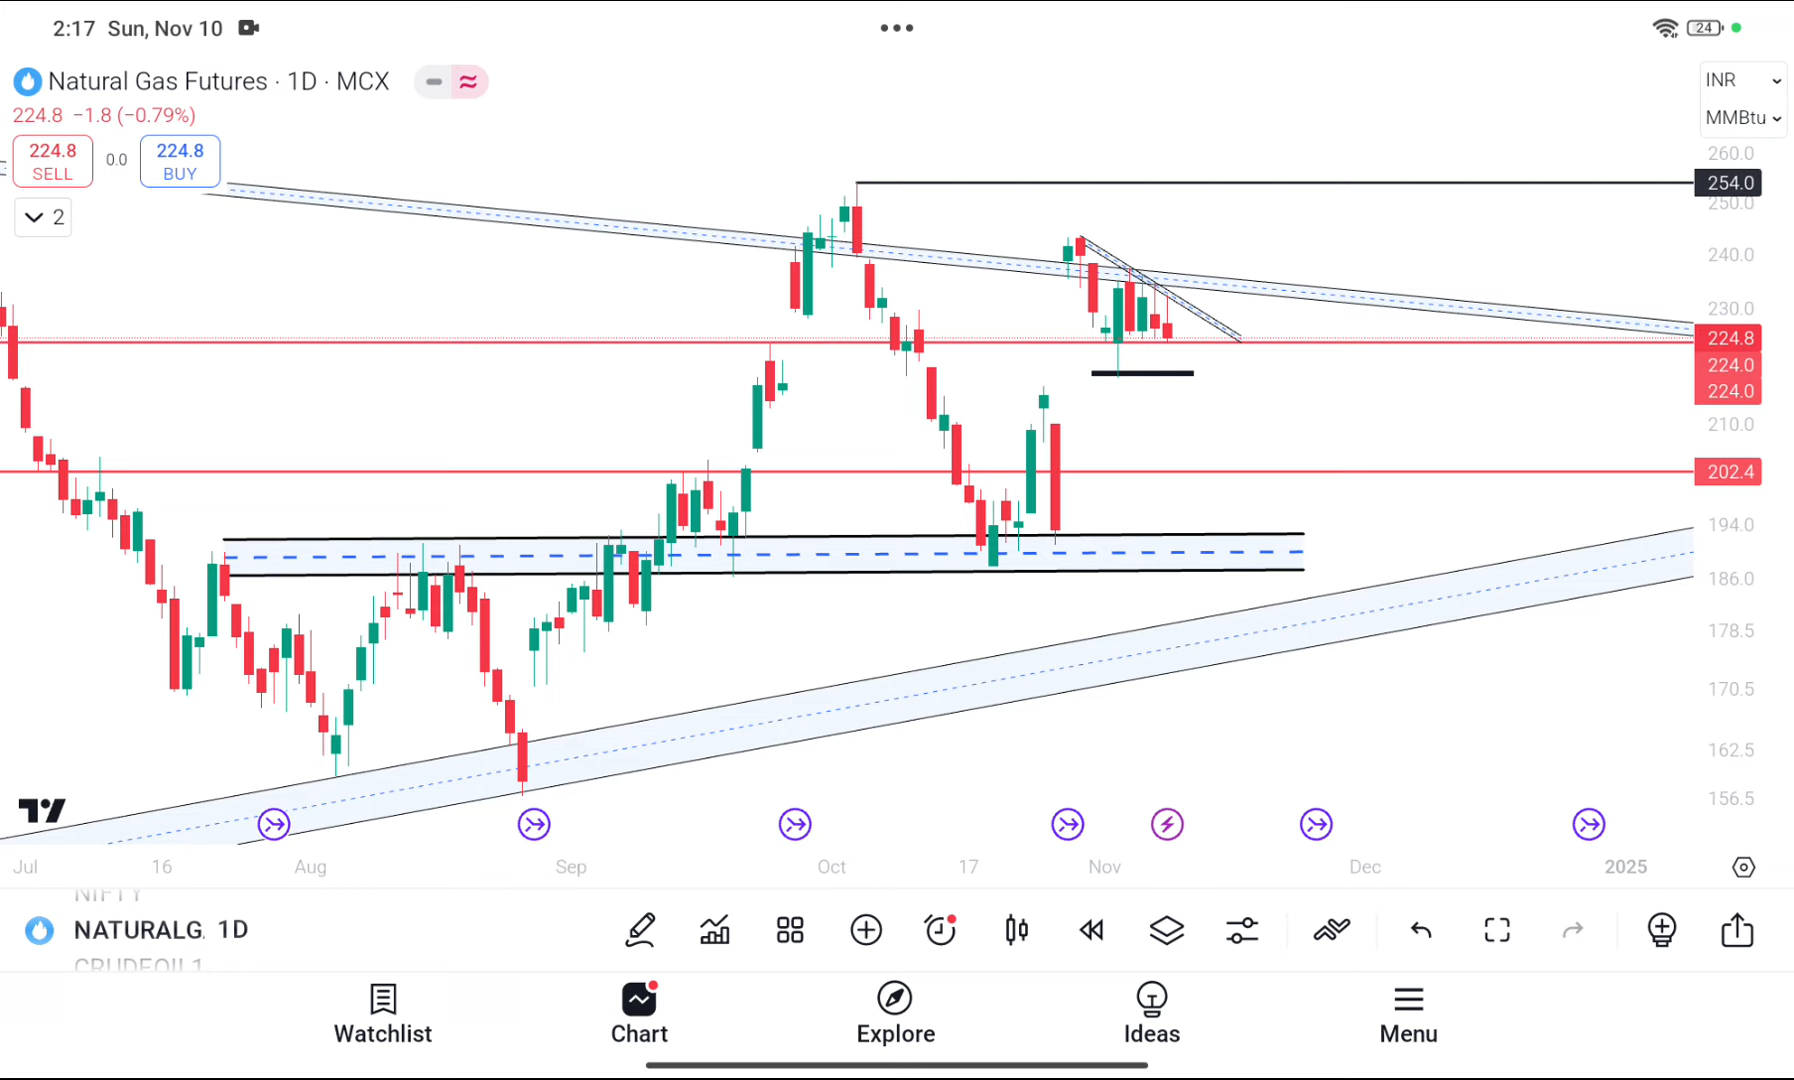 2:17 Sun, Nov 10
24
Natural Gas Futures · 1D · MCX
INR
224.8 −1.8 (−0.79%)
MMBtu
224.8
SELL
0.0
224.8
BUY
2
260.0
254.0
250.0
240.0
230.0
224.8
224.0
224.0
210.0
202.4
194.0
186.0
178.5
170.5
162.5
156.5
Jul 16 Aug Sep Oct 17 Nov Dec 2025
NIFTY
NATURALG. 1D
CRUDEOIL1
Watchlist
Chart
Explore
Ideas
Menu